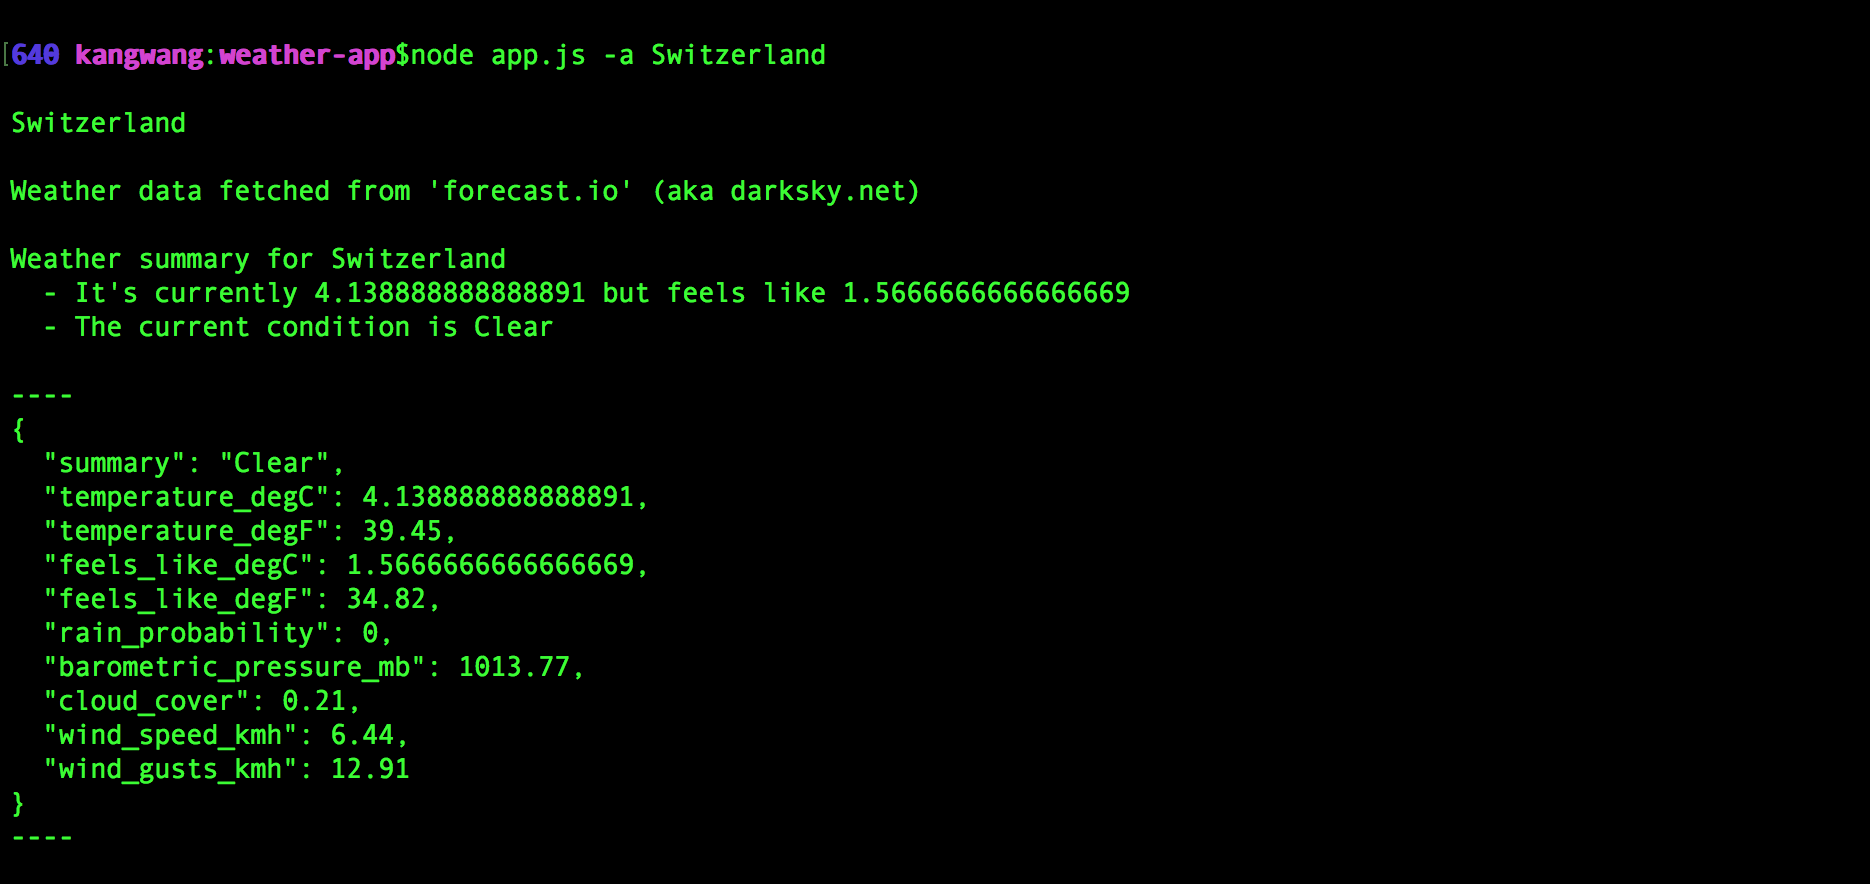 [640 kangwang:weather-app$node app.js -a Switzerland
Switzerland
Weather data fetched from 'forecast.io' (aka darksky.net)
Weather summary for Switzerland
  - It's currently 4.138888888888891 but feels like 1.5666666666666669
  - The current condition is Clear
----
{
  "summary": "Clear",
  "temperature_degC": 4.138888888888891,
  "temperature_degF": 39.45,
  "feels_like_degC": 1.5666666666666669,
  "feels_like_degF": 34.82,
  "rain_probability": 0,
  "barometric_pressure_mb": 1013.77,
  "cloud_cover": 0.21,
  "wind_speed_kmh": 6.44,
  "wind_gusts_kmh": 12.91
}
----